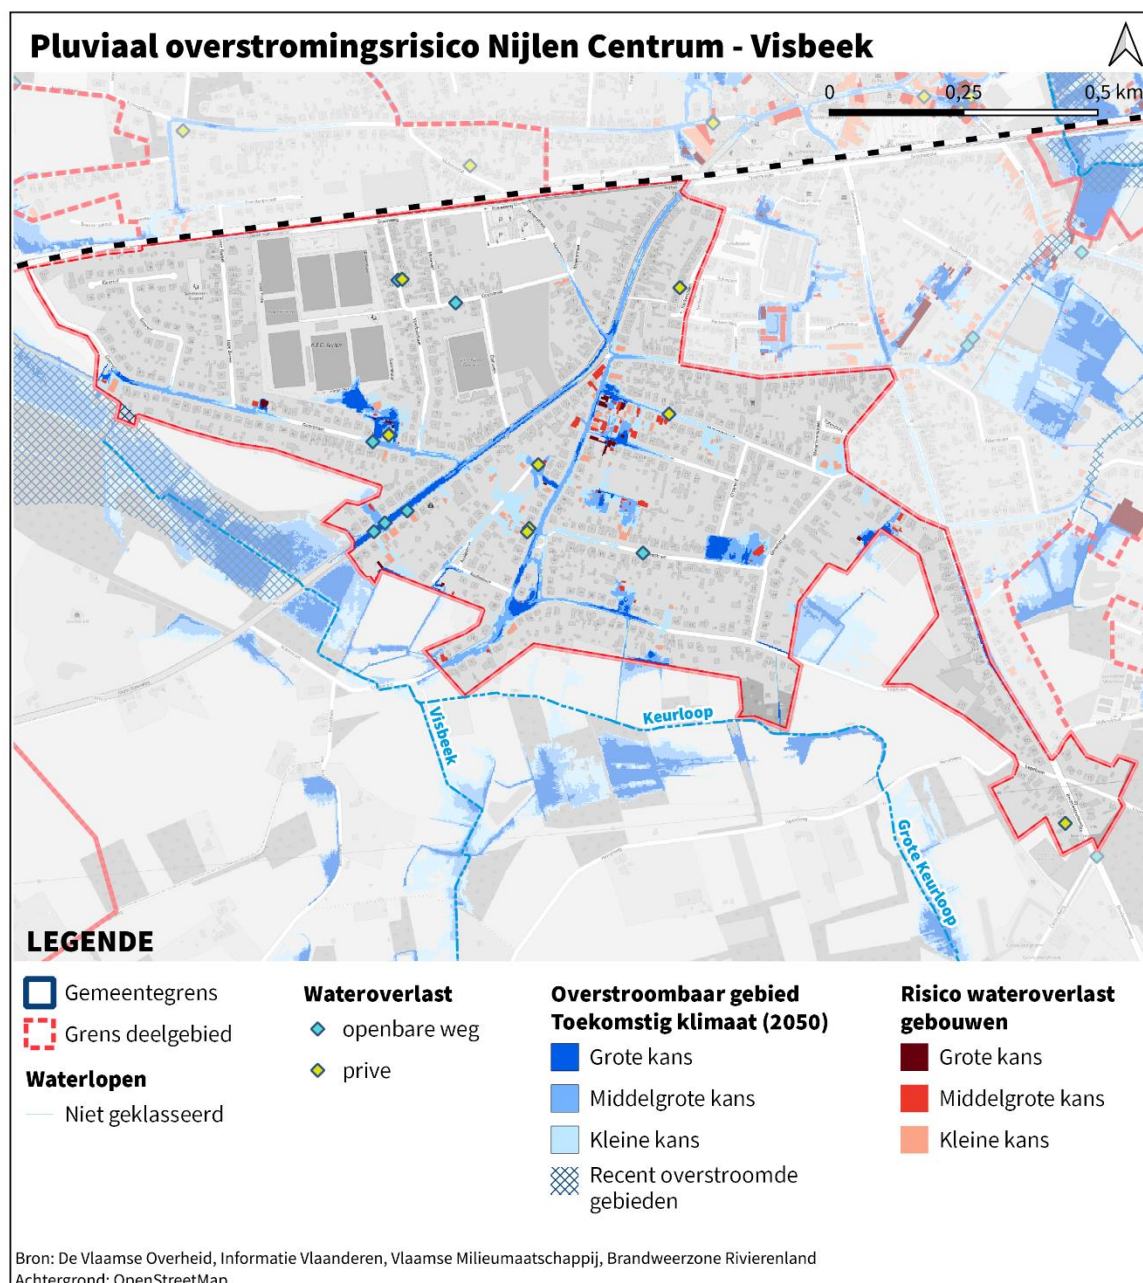 Pluviaal overstromingsrisico Nijlen Centrum - Visbeek
0
0,25
0,5 km
Visbeek
Keurloop
Grote Keurloop
LEGENDE
Gemeentegrens
Grens deelgebied
Waterlopen
Niet geklasseerd
Wateroverlast
openbare weg
prive
Overstroombaar gebied
Toekomstig klimaat (2050)
Grote kans
Middelgrote kans
Kleine kans
Recent overstroomde
gebieden
Risico wateroverlast
gebouwen
Grote kans
Middelgrote kans
Kleine kans
Bron: De Vlaamse Overheid, Informatie Vlaanderen, Vlaamse Milieumaatschappij, Brandweerzone Rivierenland
Achtergrond: OpenStreetMap